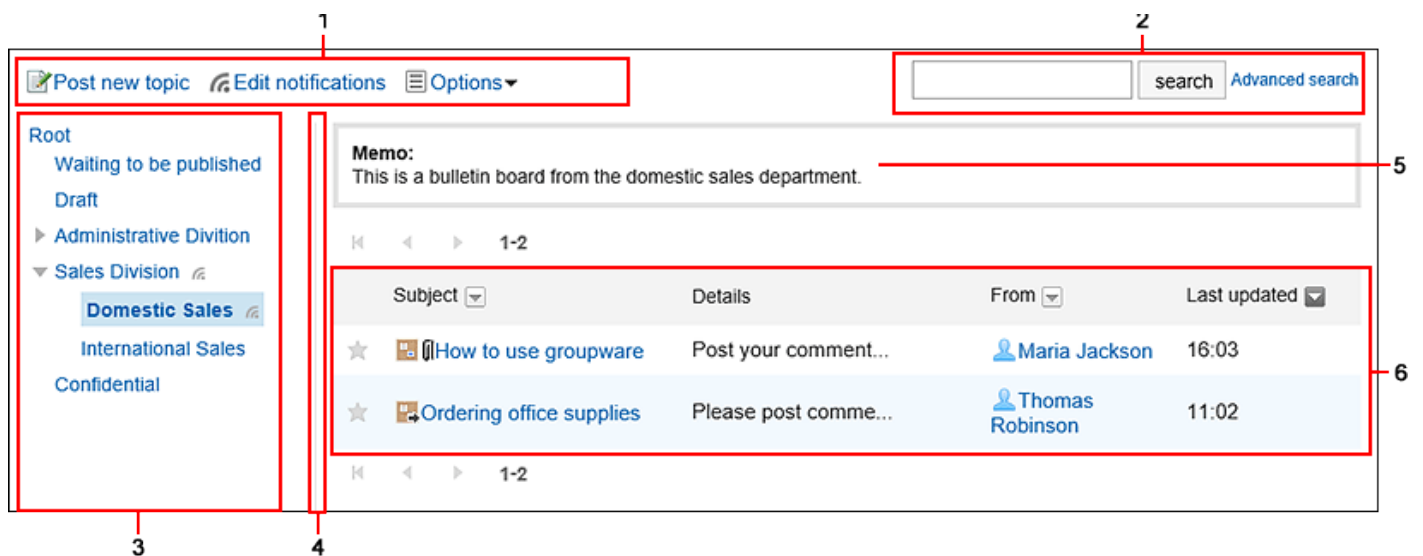 1
2
Post new topic Edit notifications Options
search Advanced search
Root
Waiting to be published
Draft
Administrative Divition
Sales Division
Domestic Sales
International Sales
Confidential
Memo:
This is a bulletin board from the domestic sales department.
5
1-2
Subject Details From Last updated
How to use groupware Post your comment... Maria Jackson 16:03
Ordering office supplies Please post comme... Thomas Robinson 11:02
6
1-2
3
4